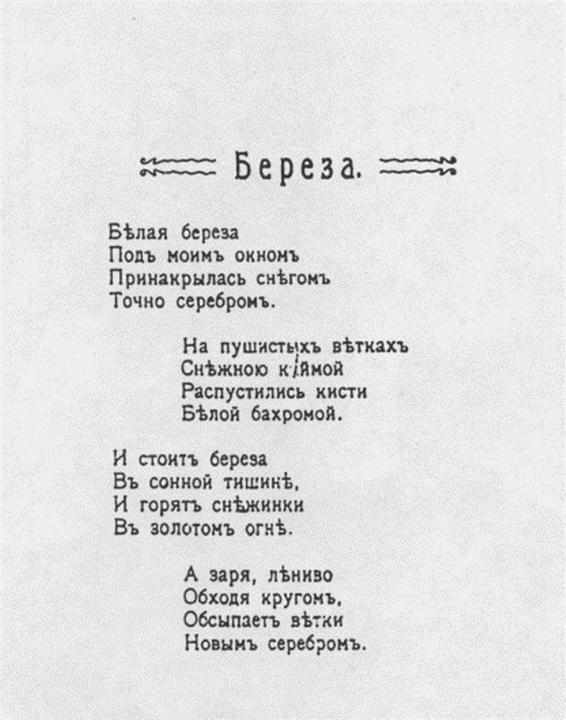 Береза.
Бѣлая береза
Подъ моимъ окномъ
Принакрылась снѣгомъ
Точно серебромъ.
На пушистыхъ вѣткахъ
Снѣжною каймой
Распустились кисти
Бѣлой бахромой.
И стоитъ береза
Въ сонной тишинѣ,
И горятъ снѣжинки
Въ золотомъ огнѣ.
А заря, лѣниво
Обходя кругомъ,
Обсыпаетъ вѣтки
Новымъ серебромъ.